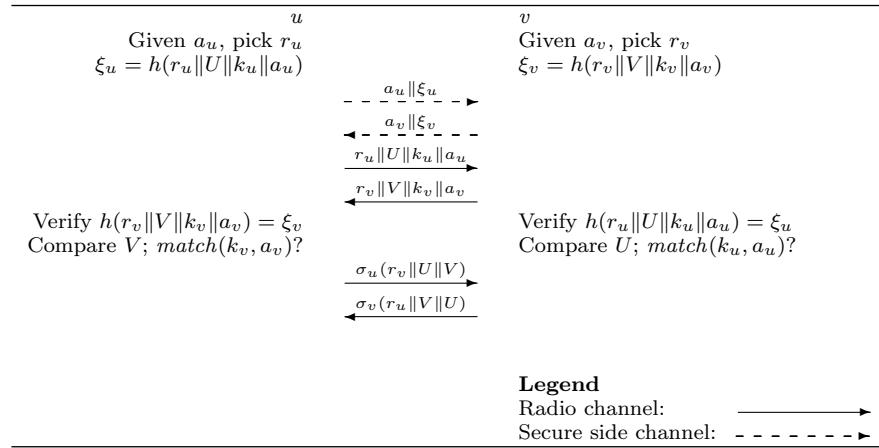 u v
Given a_u, pick r_u Given a_v, pick r_v
ξ_u = h(r_u‖U‖k_u‖a_u) ξ_v = h(r_v‖V‖k_v‖a_v)
a_u‖ξ_u
a_v‖ξ_v
r_u‖U‖k_u‖a_u
r_v‖V‖k_v‖a_v
Verify h(r_v‖V‖k_v‖a_v) = ξ_v Verify h(r_u‖U‖k_u‖a_u) = ξ_u
Compare V; match(k_v, a_v)? Compare U; match(k_u, a_u)?
σ_u(r_v‖U‖V)
σ_v(r_u‖V‖U)
Legend
Radio channel:
Secure side channel: